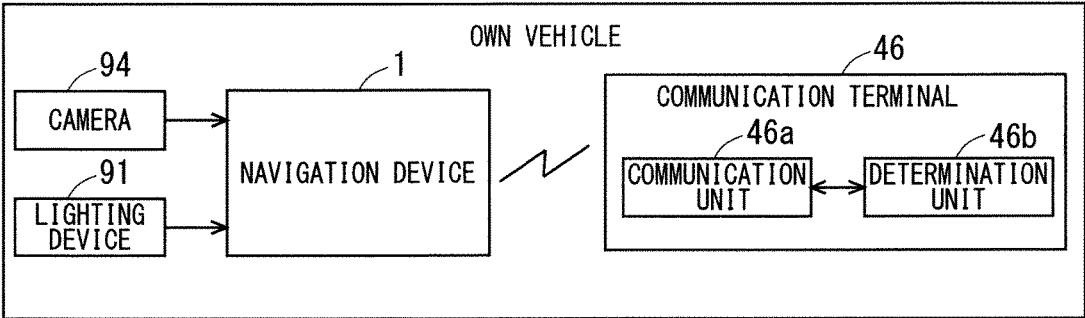 OWN VEHICLE
94
1
46
CAMERA
COMMUNICATION TERMINAL
46a
46b
91
NAVIGATION DEVICE
COMMUNICATION
UNIT
DETERMINATION
UNIT
LIGHTING
DEVICE